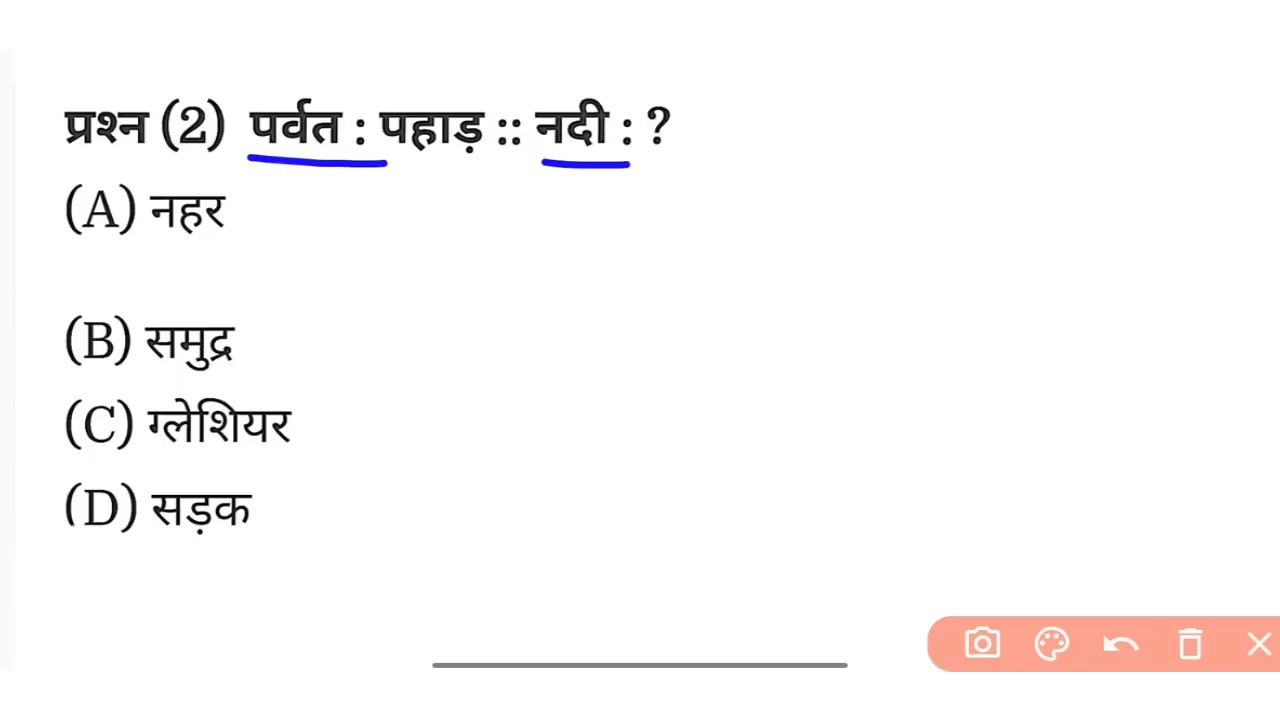 प्रश्न (2) पर्वत : पहाड़ :: नदी : ?
(A) नहर
(B) समुद्र
(C) ग्लेशियर
(D) सड़क